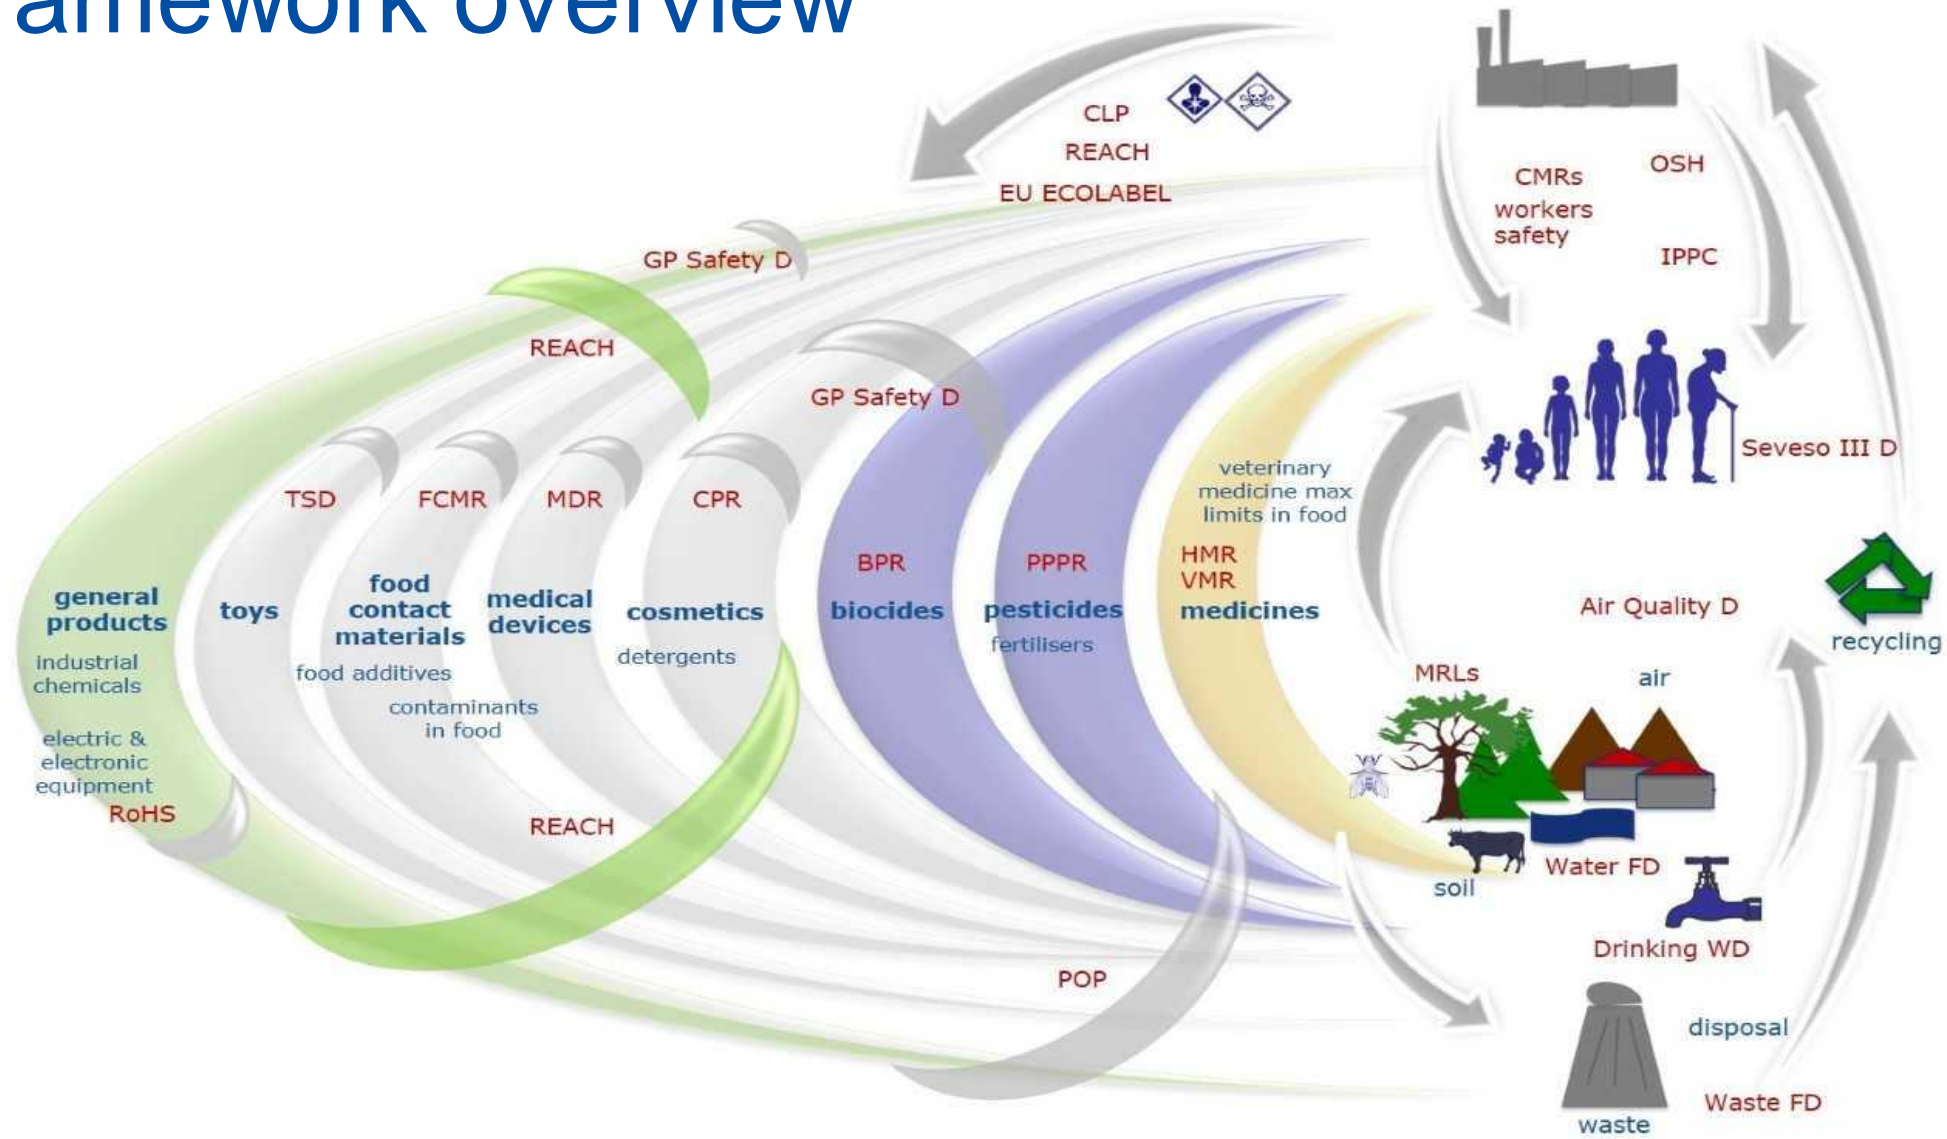 amework overview
CLP
REACH
EU ECOLABEL
CMRs
workers
safety
OSH
IPPC
GP Safety D
REACH
GP Safety D
Seveso III D
TSD
FCMR
MDR
CPR
veterinary
medicine max
limits in food
BPR
PPPR
HMR
VMR
general
products
toys
food
contact
materials
medical
devices
cosmetics
biocides
pesticides
medicines
industrial
chemicals
food additives
contaminants
in food
detergents
fertilisers
electric &
electronic
equipment
RoHS
REACH
POP
Air Quality D
recycling
MRLs
air
soil
Water FD
Drinking WD
disposal
Waste FD
waste